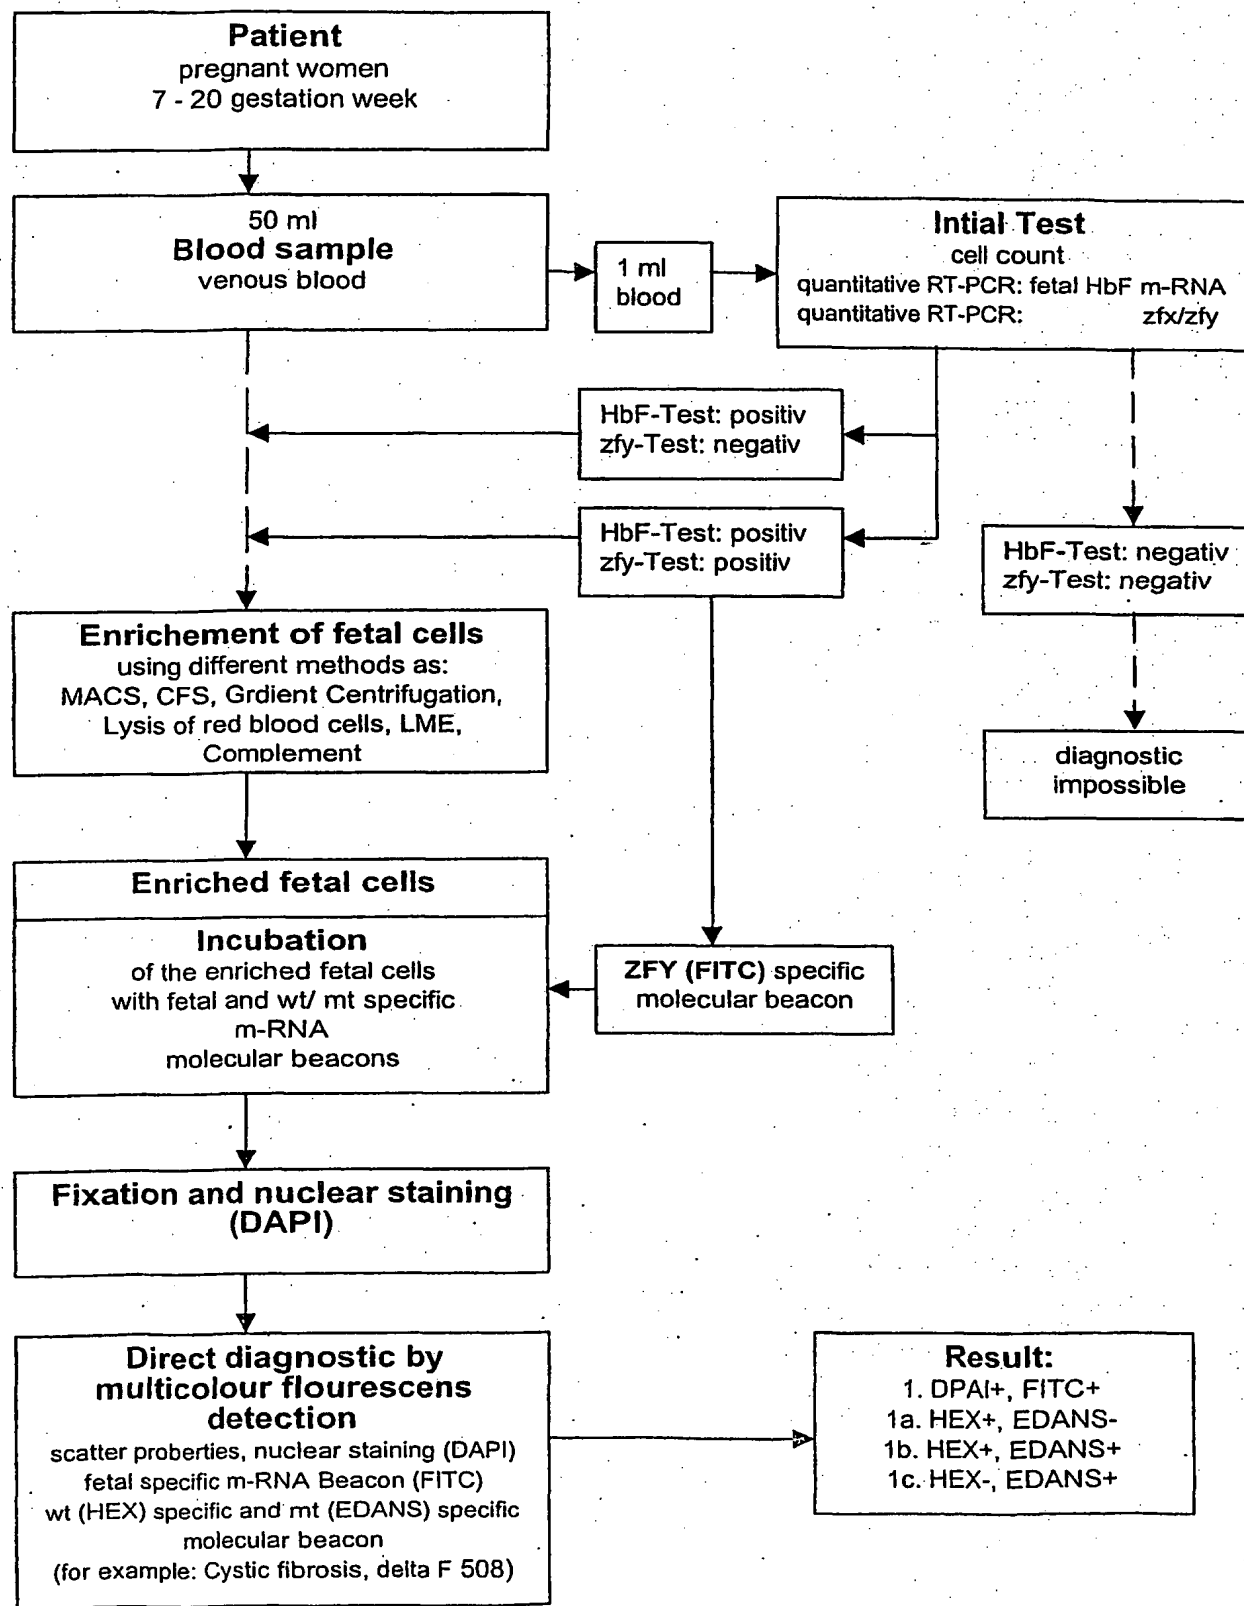 Patient
pregnant women
7 - 20 gestation week
50 ml
Blood sample
venous blood
1 ml
blood
Intial Test
cell count
quantitative RT-PCR: fetal HbF m-RNA
quantitative RT-PCR: zfx/zfy
HbF-Test: positiv
zfy-Test: negativ
HbF-Test: positiv
zfy-Test: positiv
HbF-Test: negativ
zfy-Test: negativ
diagnostic
impossible
Enrichement of fetal cells
using different methods as:
MACS, CFS, Grdient Centrifugation,
Lysis of red blood cells, LME,
Complement
Enriched fetal cells
Incubation
of the enriched fetal cells
with fetal and wt/ mt specific
m-RNA
molecular beacons
ZFY (FITC) specific
molecular beacon
Fixation and nuclear staining
(DAPI)
Direct diagnostic by
multicolour flourescens
detection
scatter proberties, nuclear staining (DAPI)
fetal specific m-RNA Beacon (FITC)
wt (HEX) specific and mt (EDANS) specific
molecular beacon
(for example: Cystic fibrosis, delta F 508)
Result:
1. DPAI+, FITC+
1a. HEX+, EDANS-
1b. HEX+, EDANS+
1c. HEX-, EDANS+